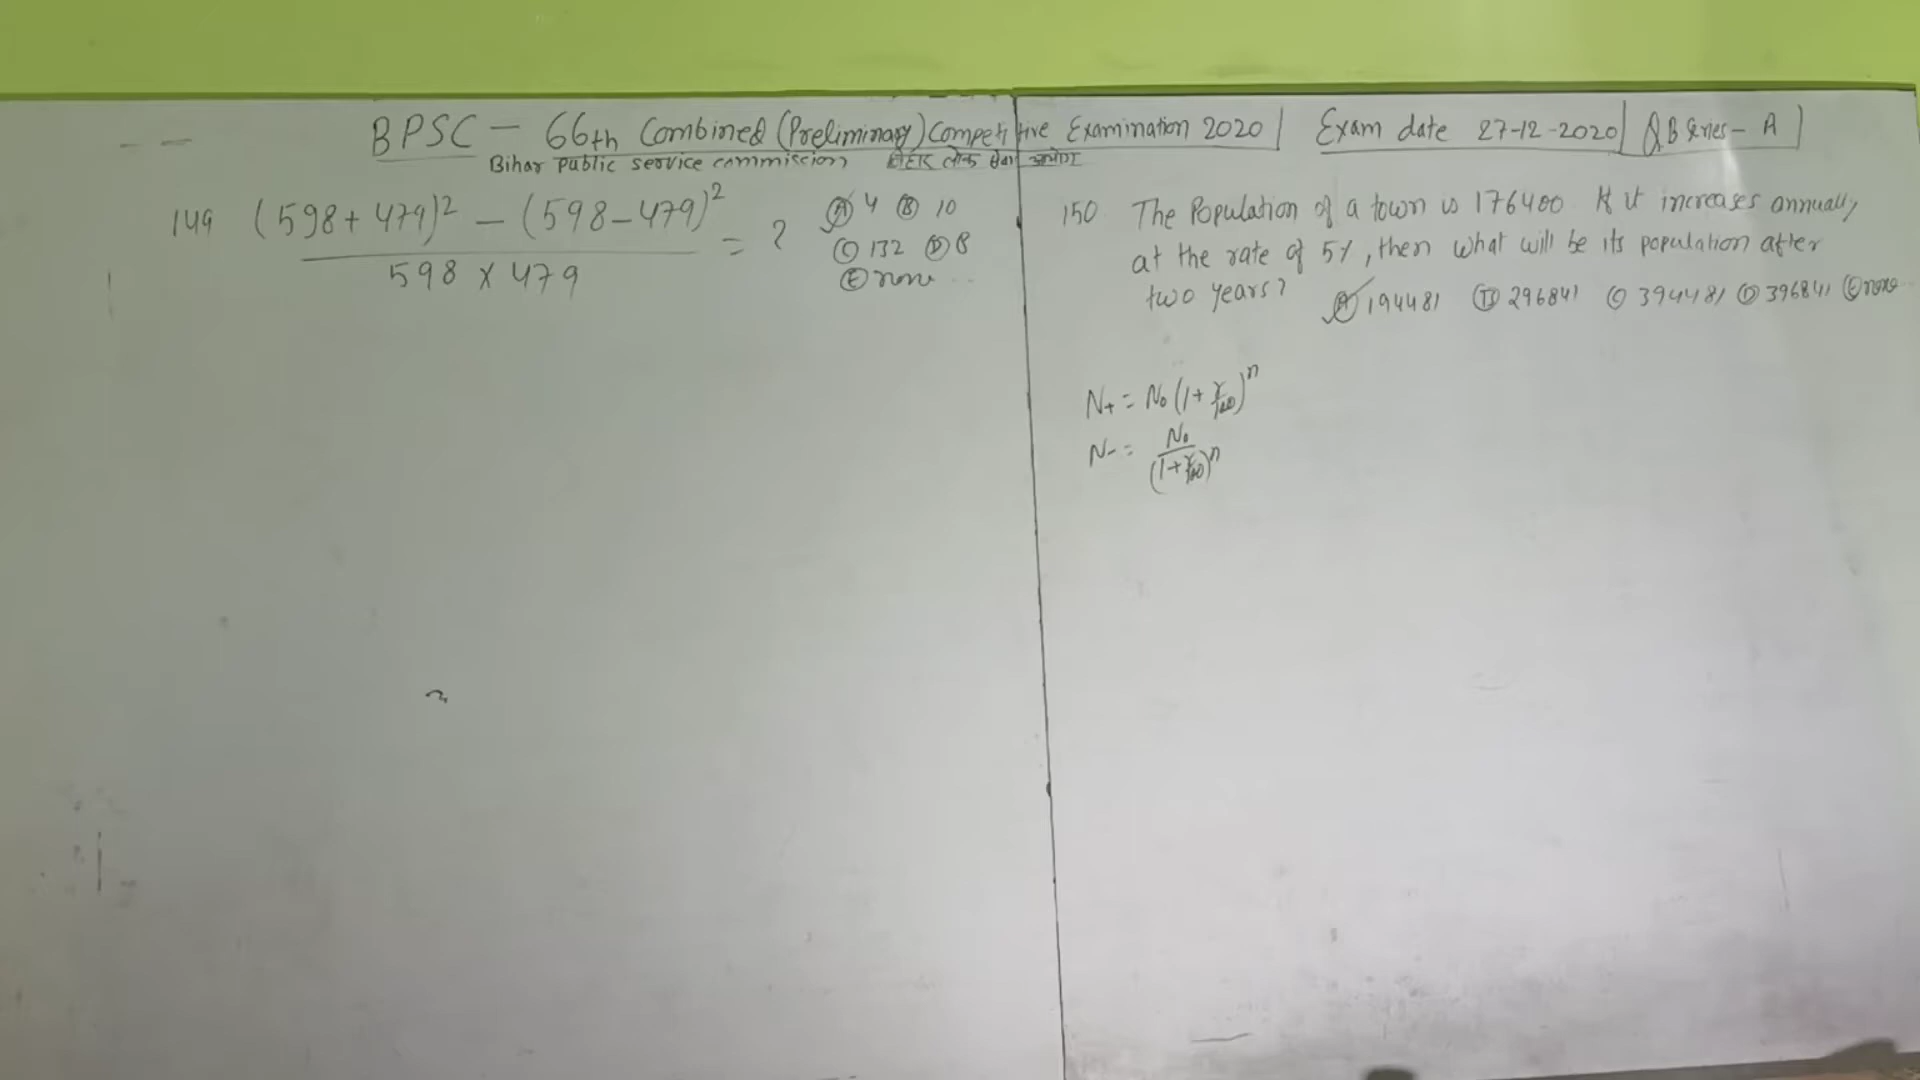 BPSC - 66th Combined (Preliminary) Competitive Examination 2020 | Exam date 27-12-2020 | QB Series - A |
Bihar Public service commission बिहार लोक सेवा आयोग
149 (598+479)² - (598-479)² / 598 × 479 = ? Ⓐ 4 Ⓑ 10
Ⓒ 132 Ⓓ 8
Ⓔ none ...
150. The Population of a town is 176400 If it increases annually
at the rate of 5%, then what will be its population after
two years? Ⓐ 194481 Ⓑ 296841 Ⓒ 394481 Ⓓ 396841 Ⓔ none...
N+ = N₀ (1 + r/100)ⁿ
N- = N₀ / (1 + r/100)ⁿ